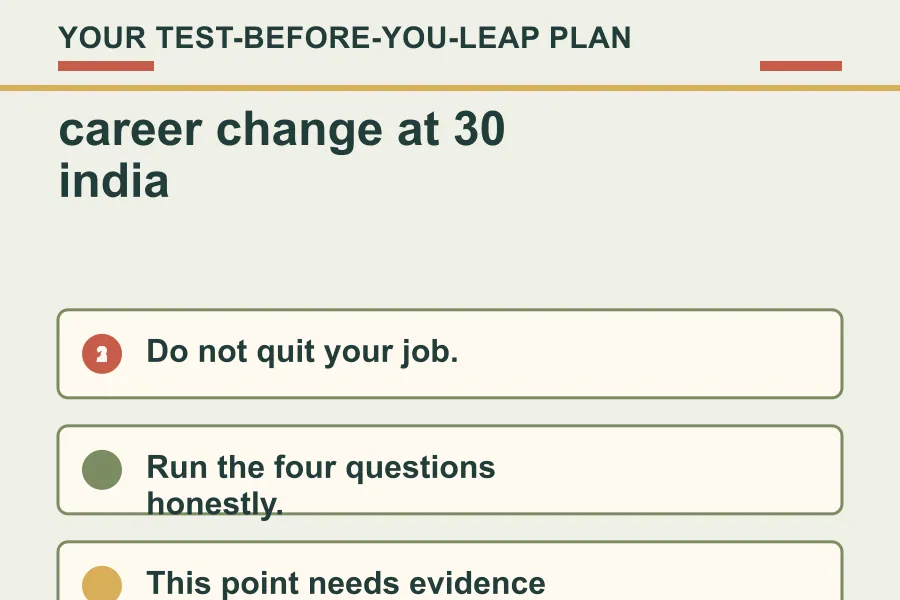 YOUR TEST-BEFORE-YOU-LEAP PLAN
career change at 30
india
Do not quit your job.
Run the four questions
honestly.
This point needs evidence